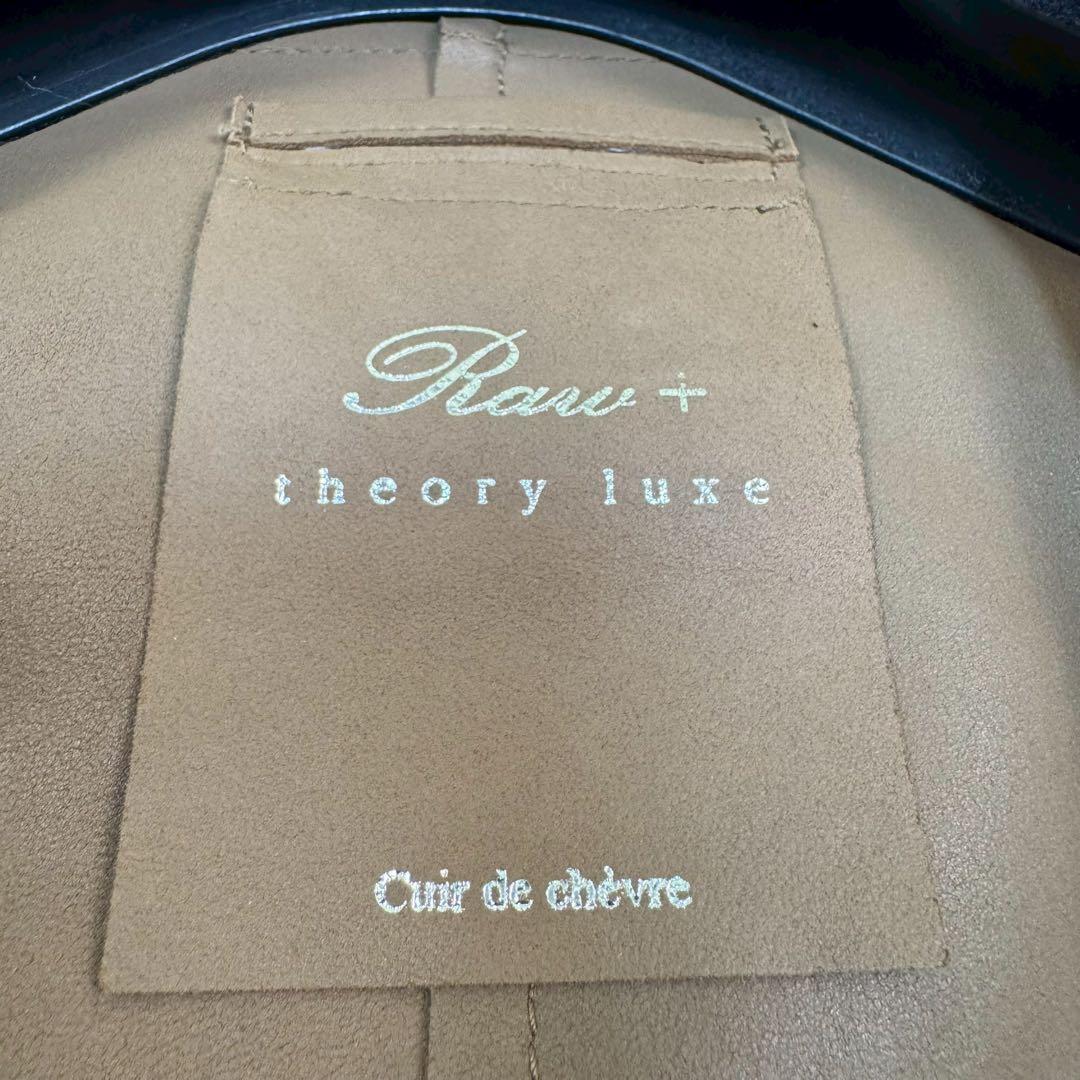 Raw +
theory luxe
Cuir de chèvre